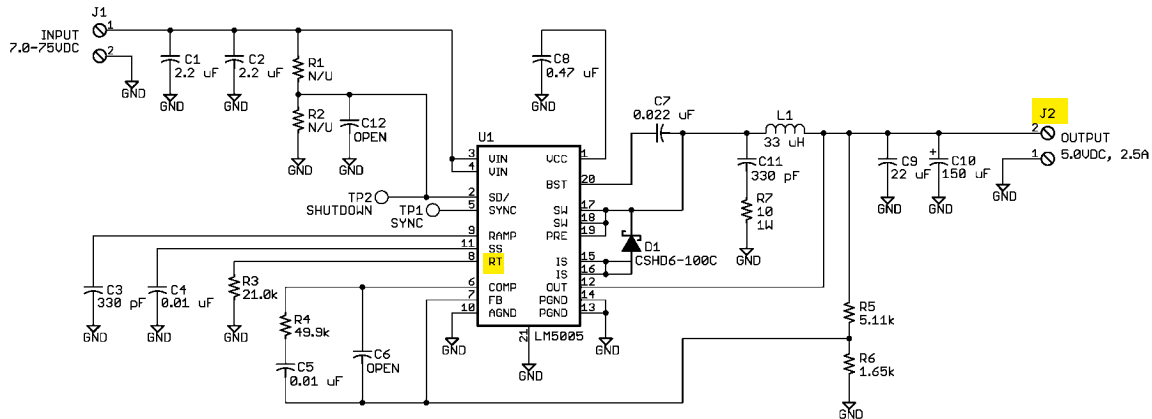 J1
INPUT
7.0-75VDC
1
2
GND
C1
2.2 uF
GND
C2
2.2 uF
GND
R1
N/U
R2
N/U
GND
C12
OPEN
GND
C8
0.47 uF
GND
C7
0.022 uF
L1
33 uH
J2
2
1
OUTPUT
5.0VDC, 2.5A
GND
C11
330 pF
R7
10
1W
GND
C9
22 uF
GND
C10
+
150 uF
GND
U1
3 VIN
4 VIN
2 SD/
5 SYNC
9 RAMP
11 SS
8 RT
6 COMP
7 FB
10 AGND
VCC 1
BST 20
SW 17
SW 18
PRE 19
IS 15
IS 16
OUT 12
PGND 14
PGND 13
21
LM5005
GND
GND
GND
TP2
SHUTDOWN
TP1
SYNC
D1
CSHD6-100C
C3
330 pF
GND
C4
0.01 uF
GND
R3
21.0k
GND
R4
49.9k
C5
0.01 uF
C6
OPEN
R5
5.11k
R6
1.65k
GND